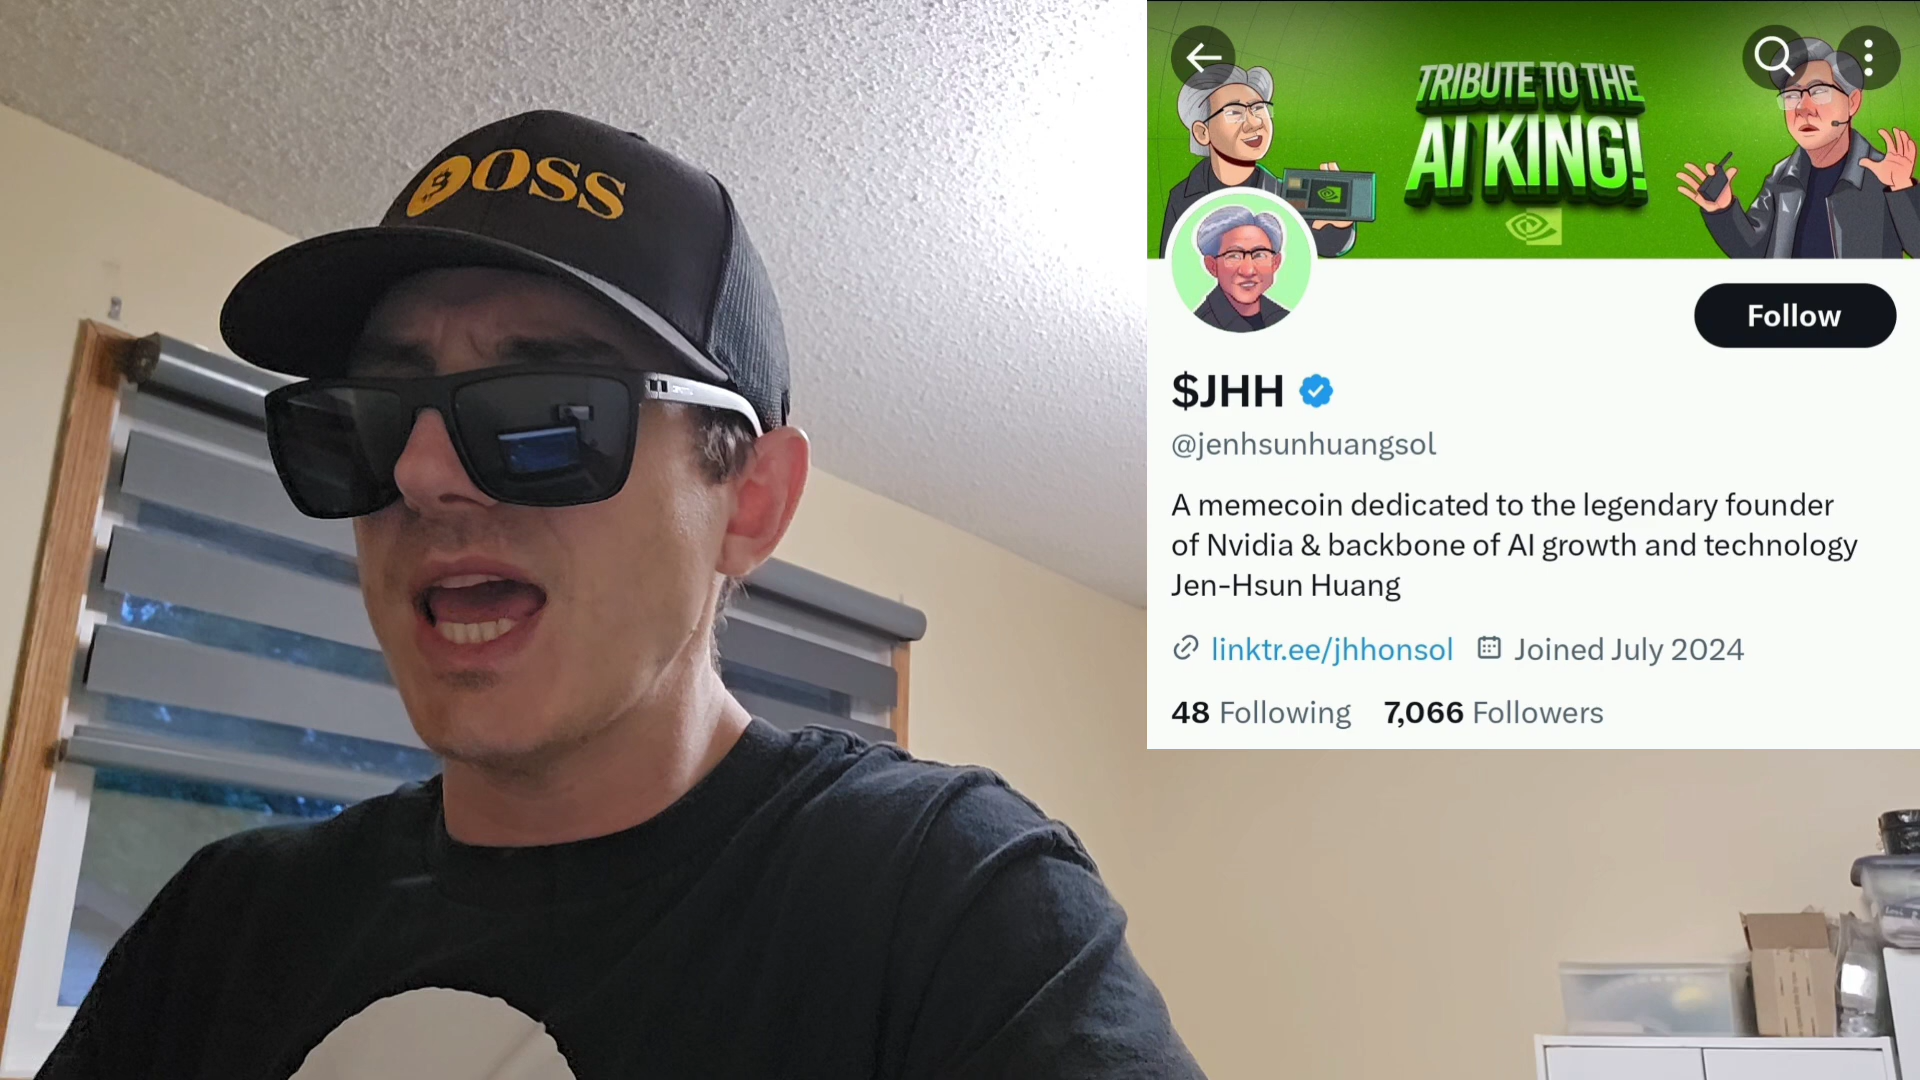 BOSS
TRIBUTE TO THE
AI KING!
Follow
$JHH
@jenhsunhuangsol
A memecoin dedicated to the legendary founder
of Nvidia & backbone of AI growth and technology
Jen-Hsun Huang
linktr.ee/jhhonsol Joined July 2024
48 Following 7,066 Followers